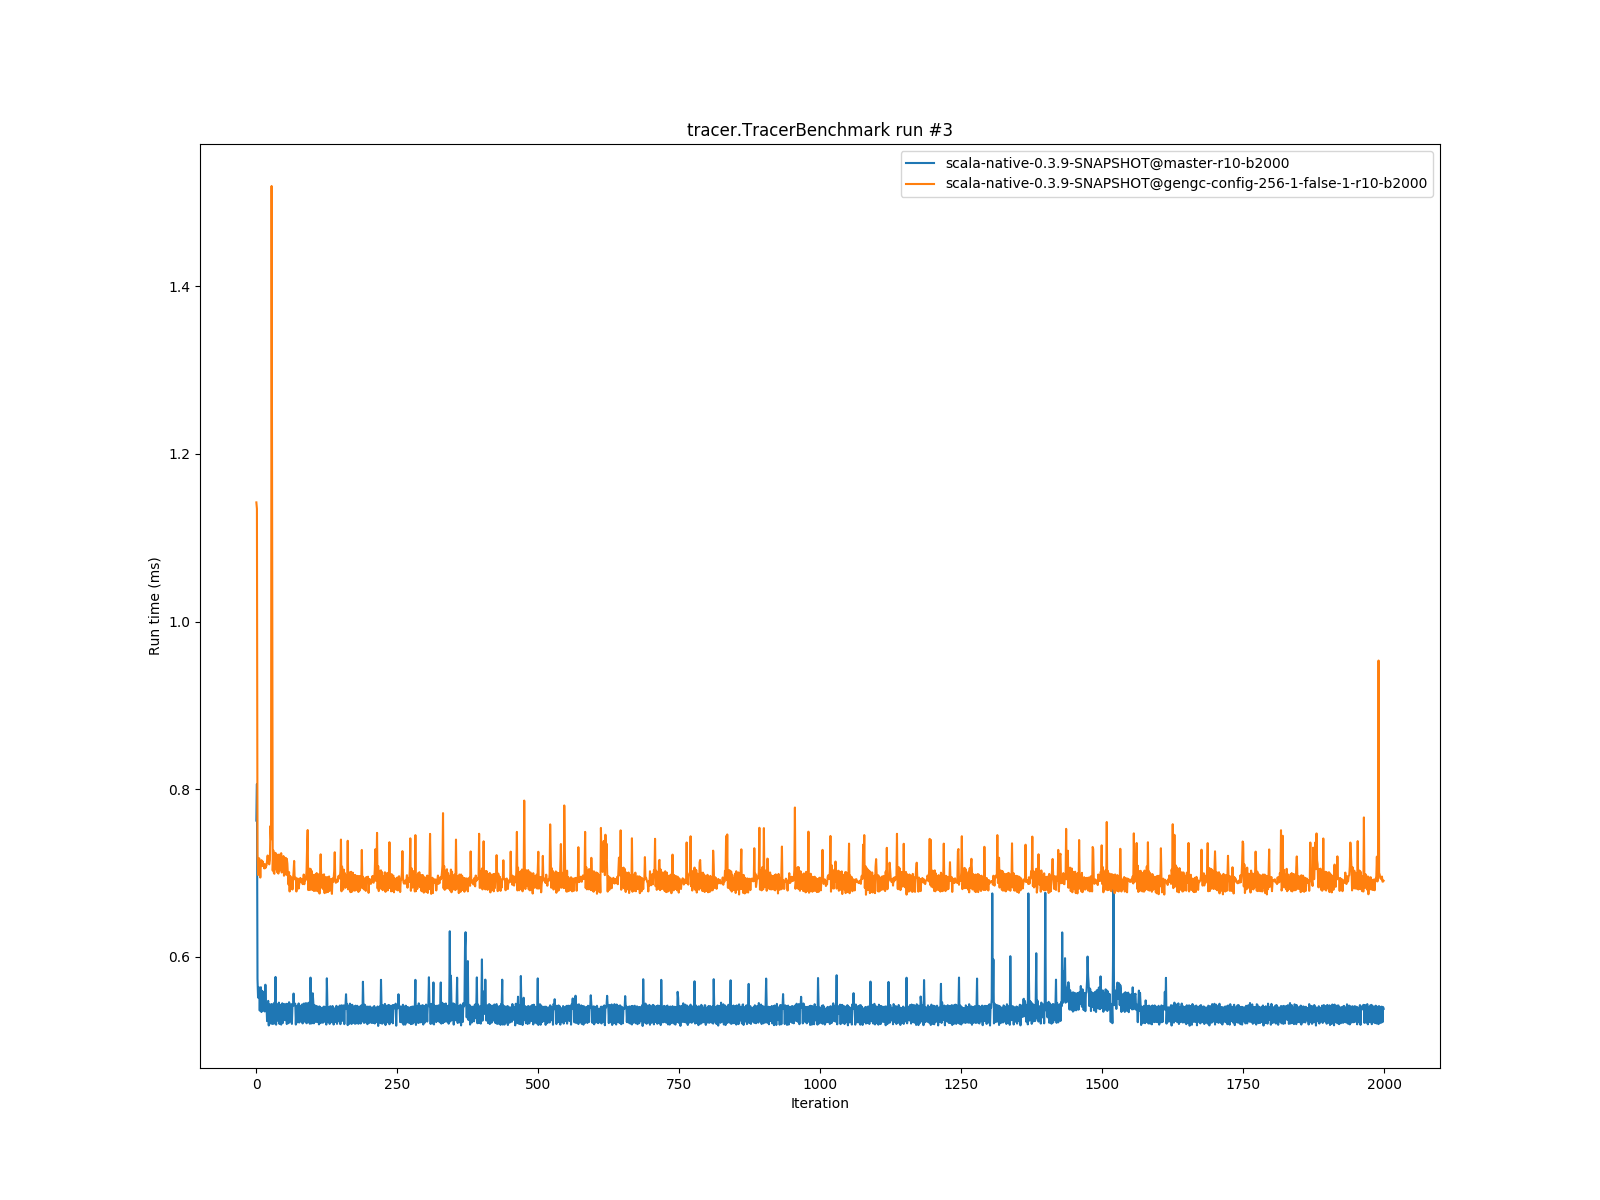 tracer.TracerBenchmark run #3
scala-native-0.3.9-SNAPSHOT@master-r10-b2000
scala-native-0.3.9-SNAPSHOT@gengc-config-256-1-false-1-r10-b2000
1.4
1.2
1.0
0.8
0.6
Run time (ms)
0 250 500 750 1000 1250 1500 1750 2000
Iteration